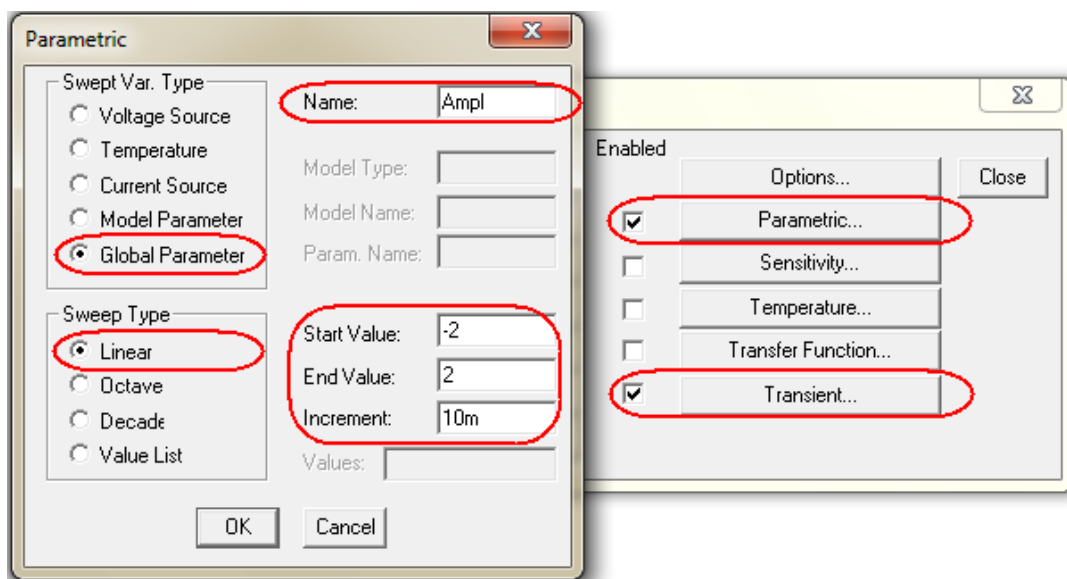 Parametric
Swept Var. Type
Voltage Source
Temperature
Current Source
Model Parameter
Global Parameter
Name: Ampl
Model Type:
Model Name:
Param. Name:
Sweep Type
Linear
Octave
Decade
Value List
Start Value: -2
End Value: 2
Increment: 10m
Values:
OK Cancel
Enabled
Options... Close
Parametric...
Sensitivity...
Temperature...
Transfer Function...
Transient...